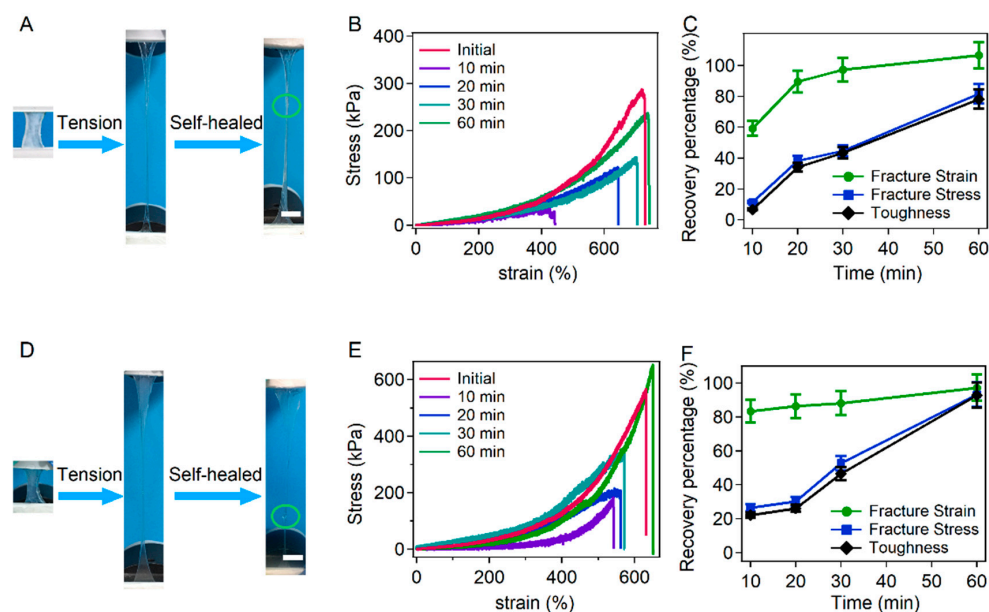 A
Tension
Self-healed
B
Stress (kPa)
400
300
200
100
0
Initial
10 min
20 min
30 min
60 min
0
200
400
600
strain (%)
C
Recovery percentage (%)
100
80
60
40
20
0
Fracture Strain
Fracture Stress
Toughness
10
20
30
40
50
60
Time (min)
D
Tension
Self-healed
E
Stress (kPa)
600
400
200
0
Initial
10 min
20 min
30 min
60 min
0
200
400
600
strain (%)
F
Recovery percentage (%)
100
80
60
40
20
0
Fracture Strain
Fracture Stress
Toughness
10
20
30
40
50
60
Time (min)